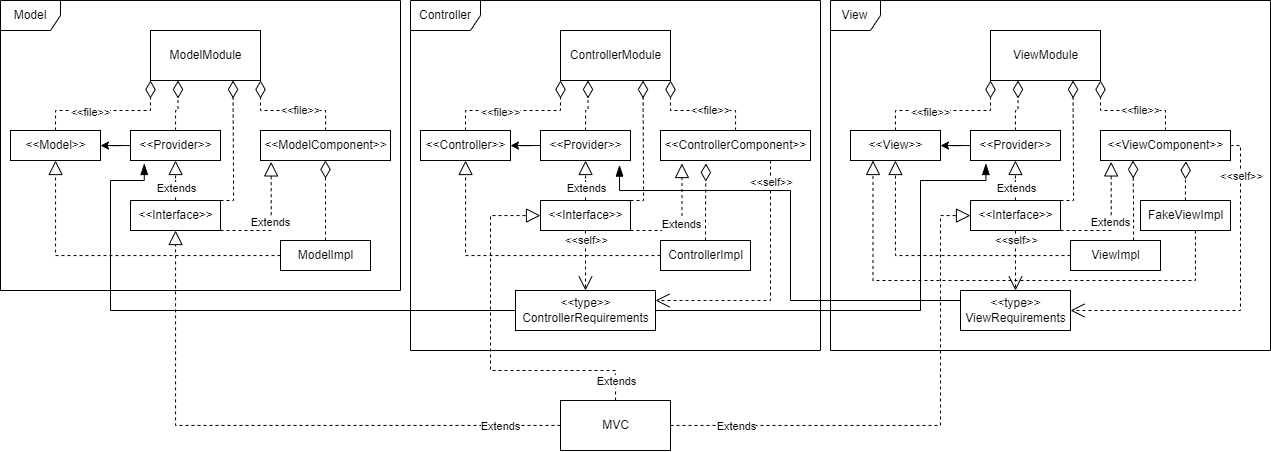 Model
Controller
View
ModelModule
ControllerModule
ViewModule
<<file>>
<<file>>
<<file>>
<<file>>
<<file>>
<<file>>
<<Model>>
<<Provider>>
<<ModelComponent>>
<<Controller>>
<<Provider>>
<<ControllerComponent>>
<<View>>
<<Provider>>
<<ViewComponent>>
Extends
Extends
<<self>>
Extends
<<self>>
<<Interface>>
Extends
<<Interface>>
Extends
<<Interface>>
Extends
FakeViewImpl
<<self>>
<<self>>
ModelImpl
ControllerImpl
ViewImpl
<<type>>
ControllerRequirements
<<type>>
ViewRequirements
Extends
MVC
Extends
Extends